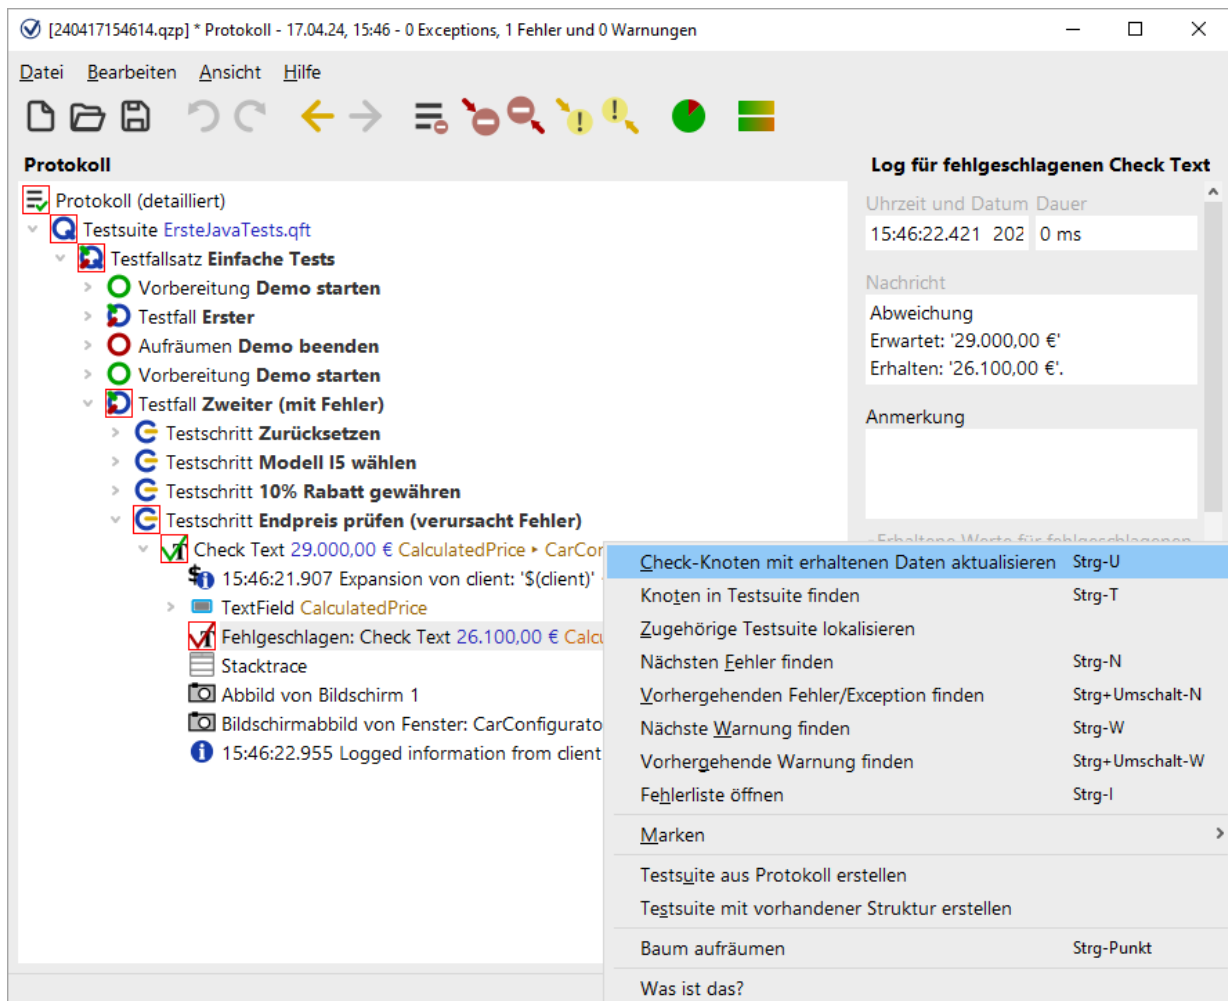 [240417154614.qzp] * Protokoll - 17.04.24, 15:46 - 0 Exceptions, 1 Fehler und 0 Warnungen
Datei Bearbeiten Ansicht Hilfe
Protokoll
Protokoll (detailliert)
Testsuite ErsteJavaTests.qft
Testfallsatz Einfache Tests
Vorbereitung Demo starten
Testfall Erster
Aufräumen Demo beenden
Vorbereitung Demo starten
Testfall Zweiter (mit Fehler)
Testschritt Zurücksetzen
Testschritt Modell I5 wählen
Testschritt 10% Rabatt gewähren
Testschritt Endpreis prüfen (verursacht Fehler)
Check Text 29.000,00 € CalculatedPrice ‣ CarCor
15:46:21.907 Expansion von client: '$(client)'
TextField CalculatedPrice
Fehlgeschlagen: Check Text 26.100,00 € Calcu
Stacktrace
Abbild von Bildschirm 1
Bildschirmabbild von Fenster: CarConfigurato
15:46:22.955 Logged information from client
Log für fehlgeschlagenen Check Text
Uhrzeit und Datum Dauer
15:46:22.421 202 0 ms
Nachricht
Abweichung
Erwartet: '29.000,00 €'
Erhalten: '26.100,00 €'.
Anmerkung
Erhaltene Werte für fehlgeschlagenen
Check-Knoten mit erhaltenen Daten aktualisieren Strg-U
Knoten in Testsuite finden Strg-T
Zugehörige Testsuite lokalisieren
Nächsten Fehler finden Strg-N
Vorhergehenden Fehler/Exception finden Strg+Umschalt-N
Nächste Warnung finden Strg-W
Vorhergehende Warnung finden Strg+Umschalt-W
Fehlerliste öffnen Strg-I
Marken
Testsuite aus Protokoll erstellen
Testsuite mit vorhandener Struktur erstellen
Baum aufräumen Strg-Punkt
Was ist das?